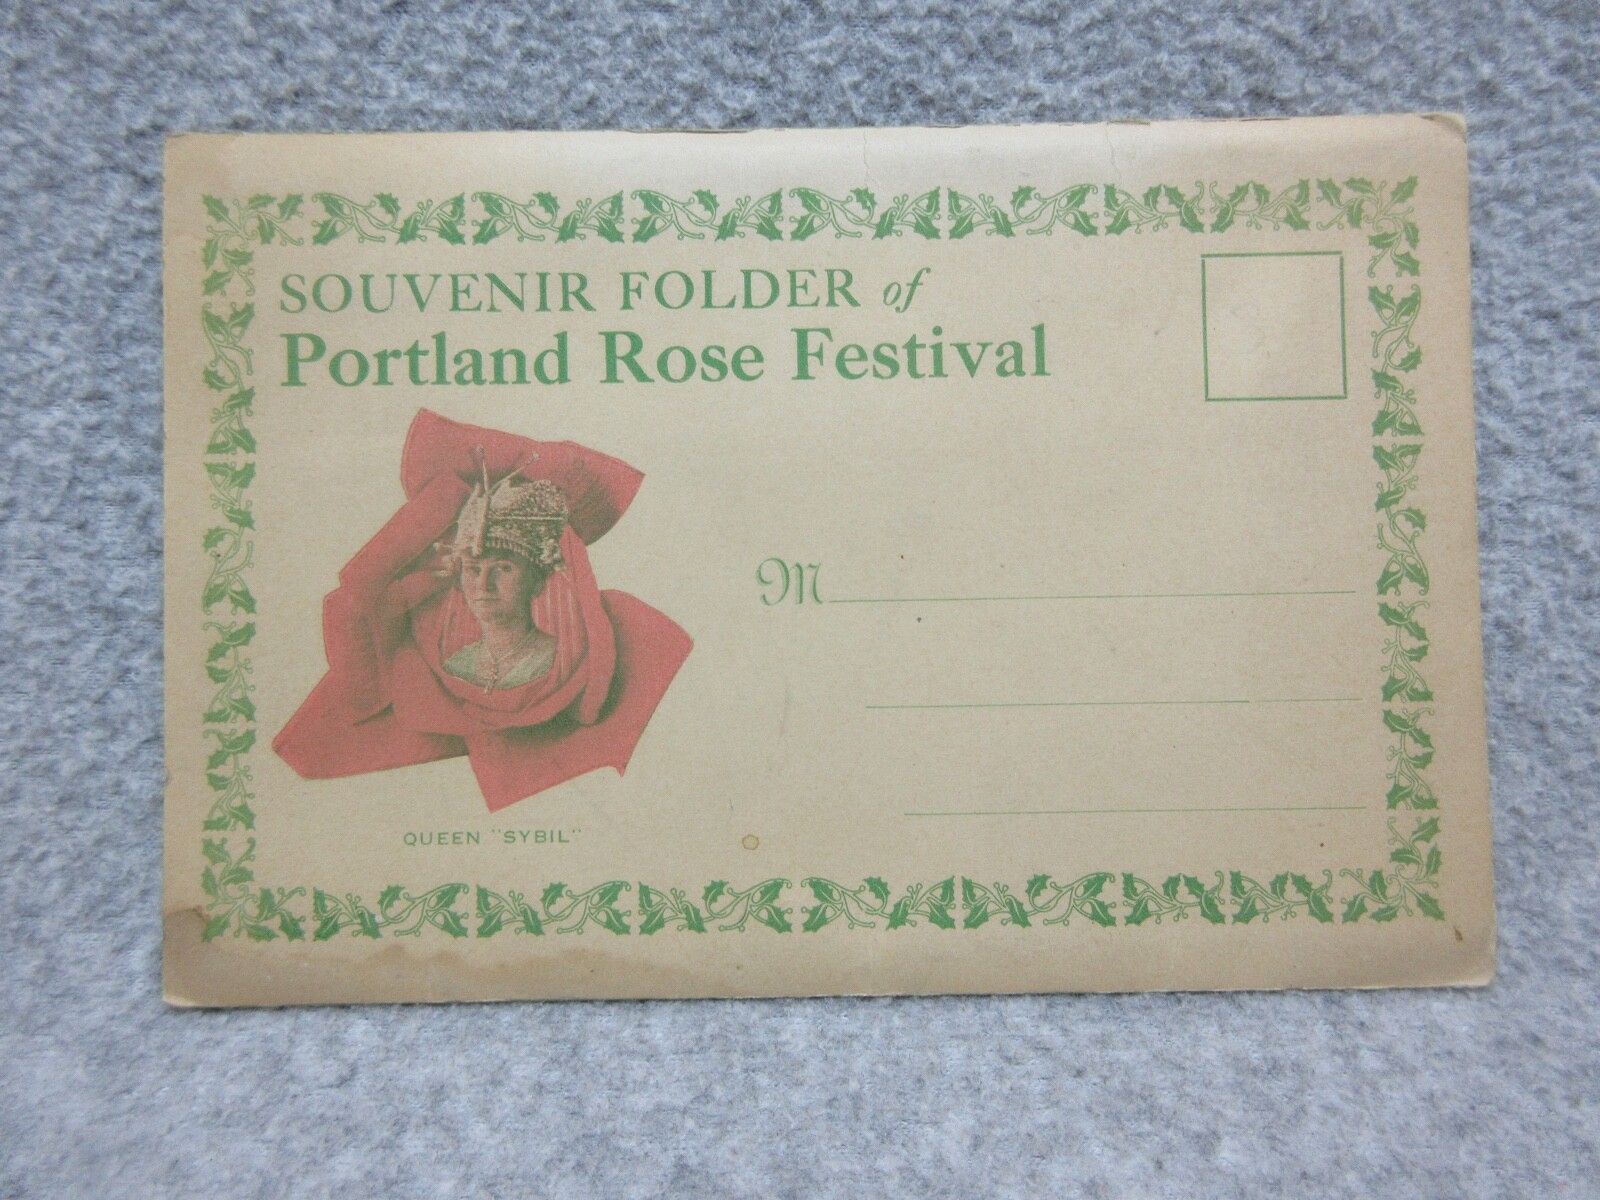 SOUVENIR FOLDER of
Portland Rose Festival
M
QUEEN "SYBIL"